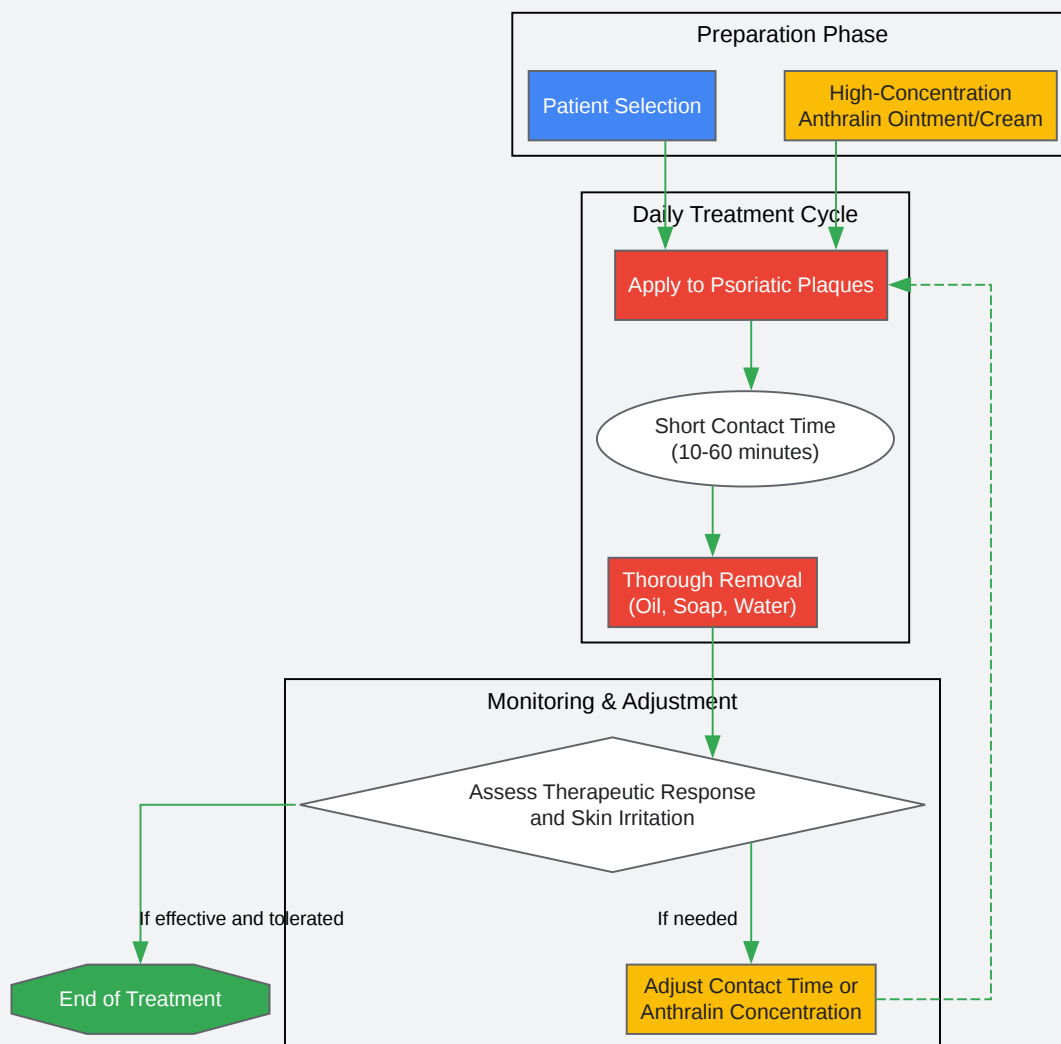 Preparation Phase
Patient Selection
High-Concentration
Anthralin Ointment/Cream
Daily Treatment Cycle
Apply to Psoriatic Plaques
Short Contact Time
(10-60 minutes)
Thorough Removal
(Oil, Soap, Water)
Monitoring & Adjustment
Assess Therapeutic Response
and Skin Irritation
If effective and tolerated
If needed
End of Treatment
Adjust Contact Time or
Anthralin Concentration